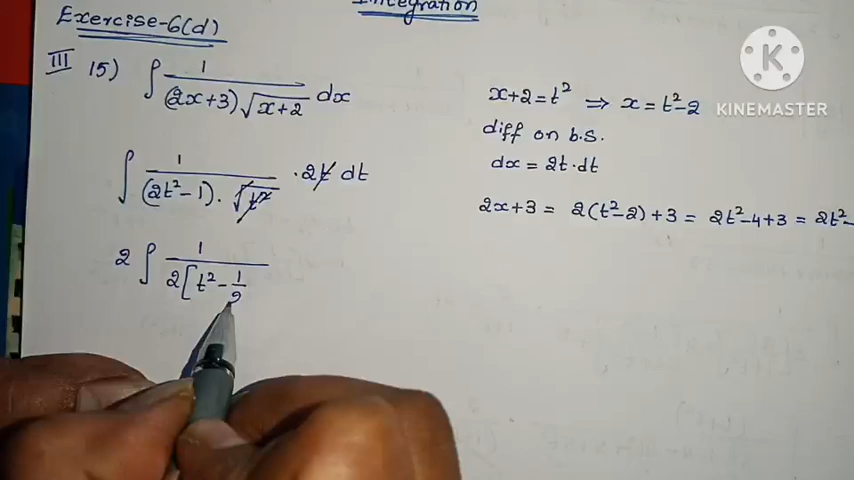 Integration
Exercise-6(d)
III 15) ∫ 1/((2x+3)√(x+2)) dx
x+2=t² ⇒ x=t²-2
diff on b.s.
dx = 2t·dt
∫ 1/((2t²-1)·√t²) · 2t dt
2x+3 = 2(t²-2)+3 = 2t²-4+3 = 2t²-
2 ∫ 1/(2[t²-1/2
K
KINEMASTER